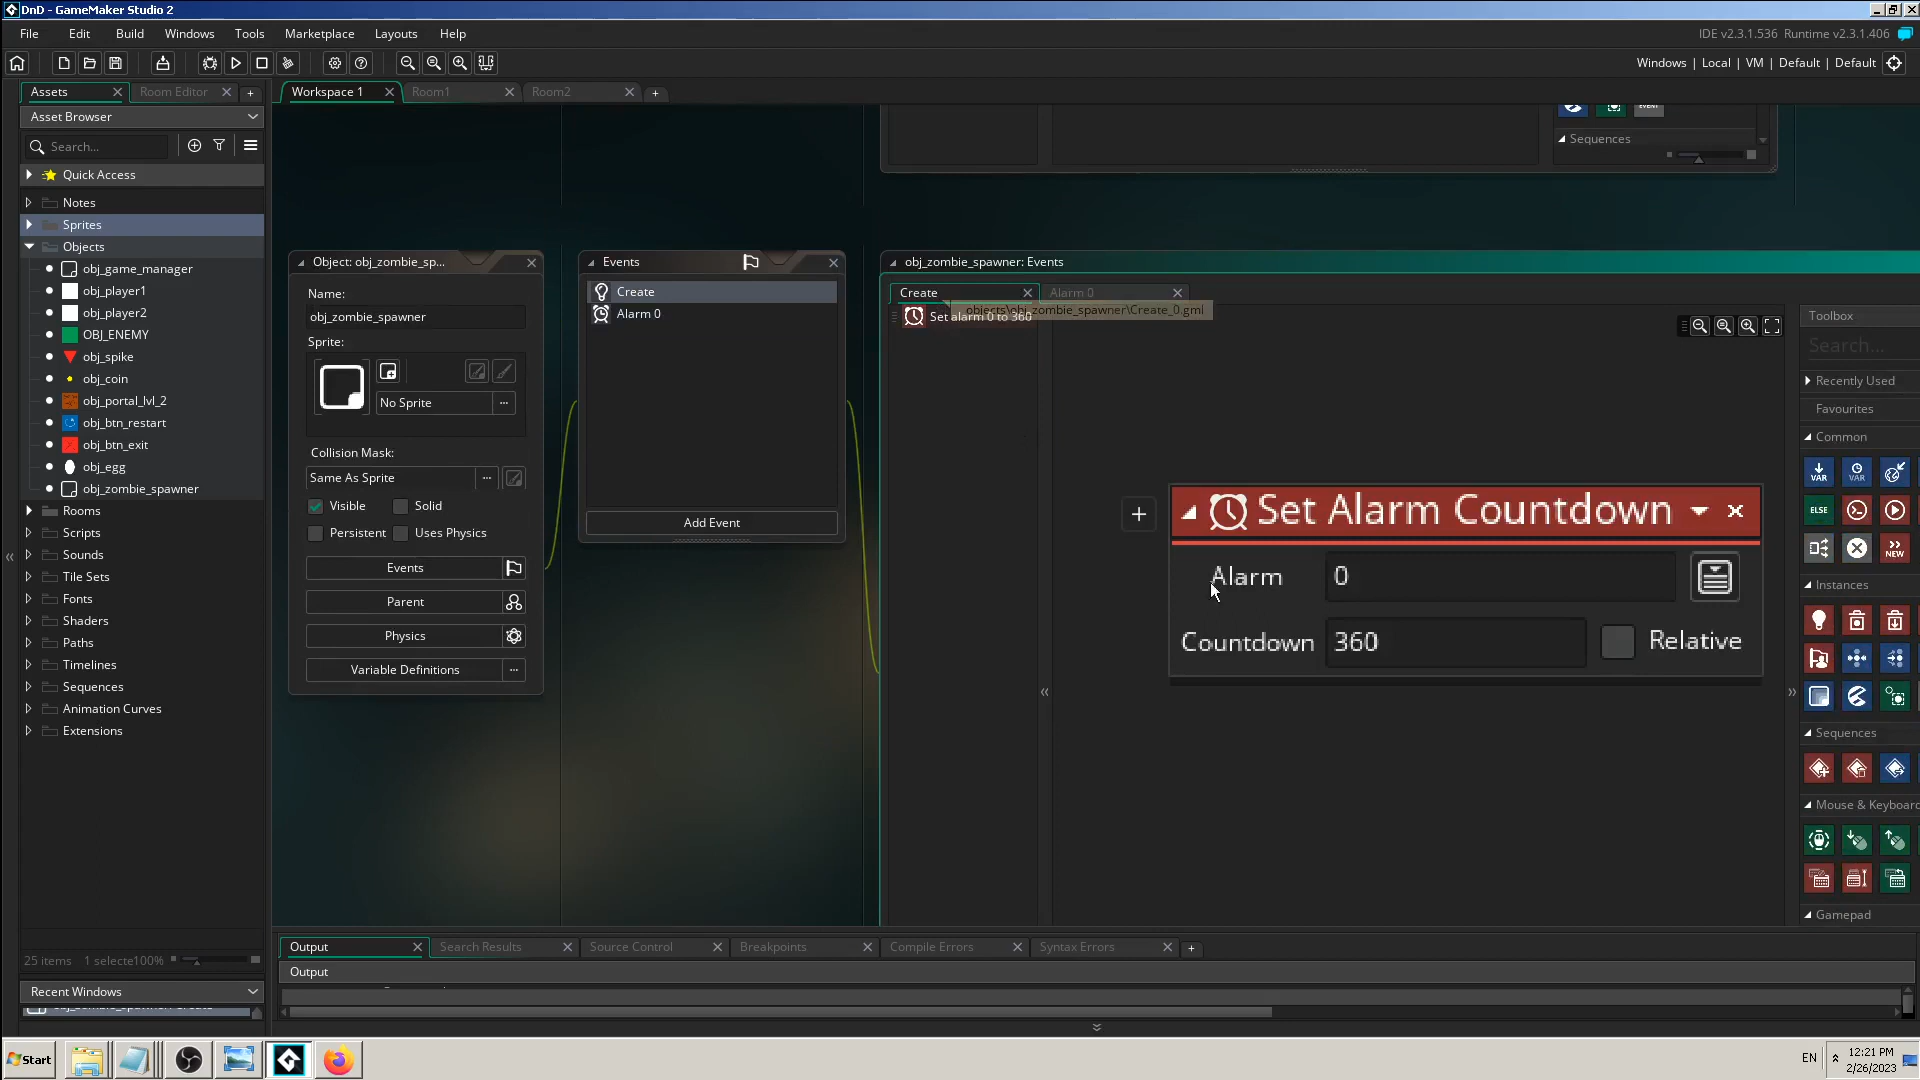 DnD - GameMaker Studio 2
File Edit Build Windows Tools Marketplace Layouts Help
IDE v2.3.1.536 Runtime v2.3.1.406
Windows | Local | VM | Default | Default
Assets Room Editor
Workspace 1 Room1 Room2
Asset Browser
Search...
Quick Access
Notes
Sprites
Objects
obj_game_manager
obj_player1
obj_player2
OBJ_ENEMY
obj_spike
obj_coin
obj_portal_lvl_2
obj_btn_restart
obj_btn_exit
obj_egg
obj_zombie_spawner
Rooms
Scripts
Sounds
Tile Sets
Fonts
Shaders
Paths
Timelines
Sequences
Animation Curves
Extensions
25 items 1 selecte100%
Recent Windows
Object: obj_zombie_sp...
Name:
obj_zombie_spawner
Sprite:
No Sprite
Collision Mask:
Same As Sprite
Visible Solid
Persistent Uses Physics
Events
Parent
Physics
Variable Definitions
Events
Create
Alarm 0
Add Event
EVENT
Sequences
obj_zombie_spawner: Events
Create Alarm 0
objects\obj_zombie_spawner\Create_0.gml
Set alarm 0 to 360
Set Alarm Countdown
Alarm 0
Countdown 360 Relative
Toolbox
Search...
Recently Used
Favourites
Common
VAR VAR
ELSE
NEW
Instances
Sequences
Mouse & Keyboard
Gamepad
Output Search Results Source Control Breakpoints Compile Errors Syntax Errors
Output
Start
EN
12:21 PM
2/26/2023